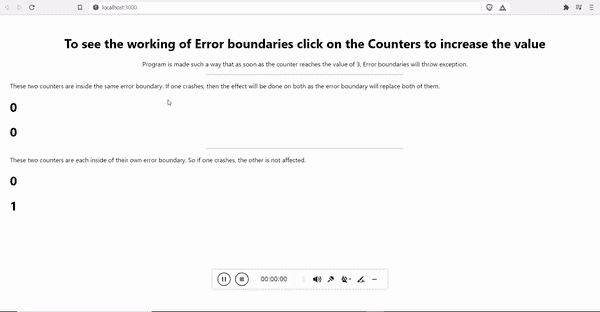 localhost:3000
To see the working of Error boundaries click on the Counters to increase the value
Program is made such a way that as soon as the counter reaches the value of 3, Error boundaries will throw exception.
These two counters are inside the same error boundary. If one crashes, then the effect will be done on both as the error boundary will replace both of them.
0
0
These two counters are each inside of their own error boundary. So if one crashes, the other is not affected.
0
1
00:00:00